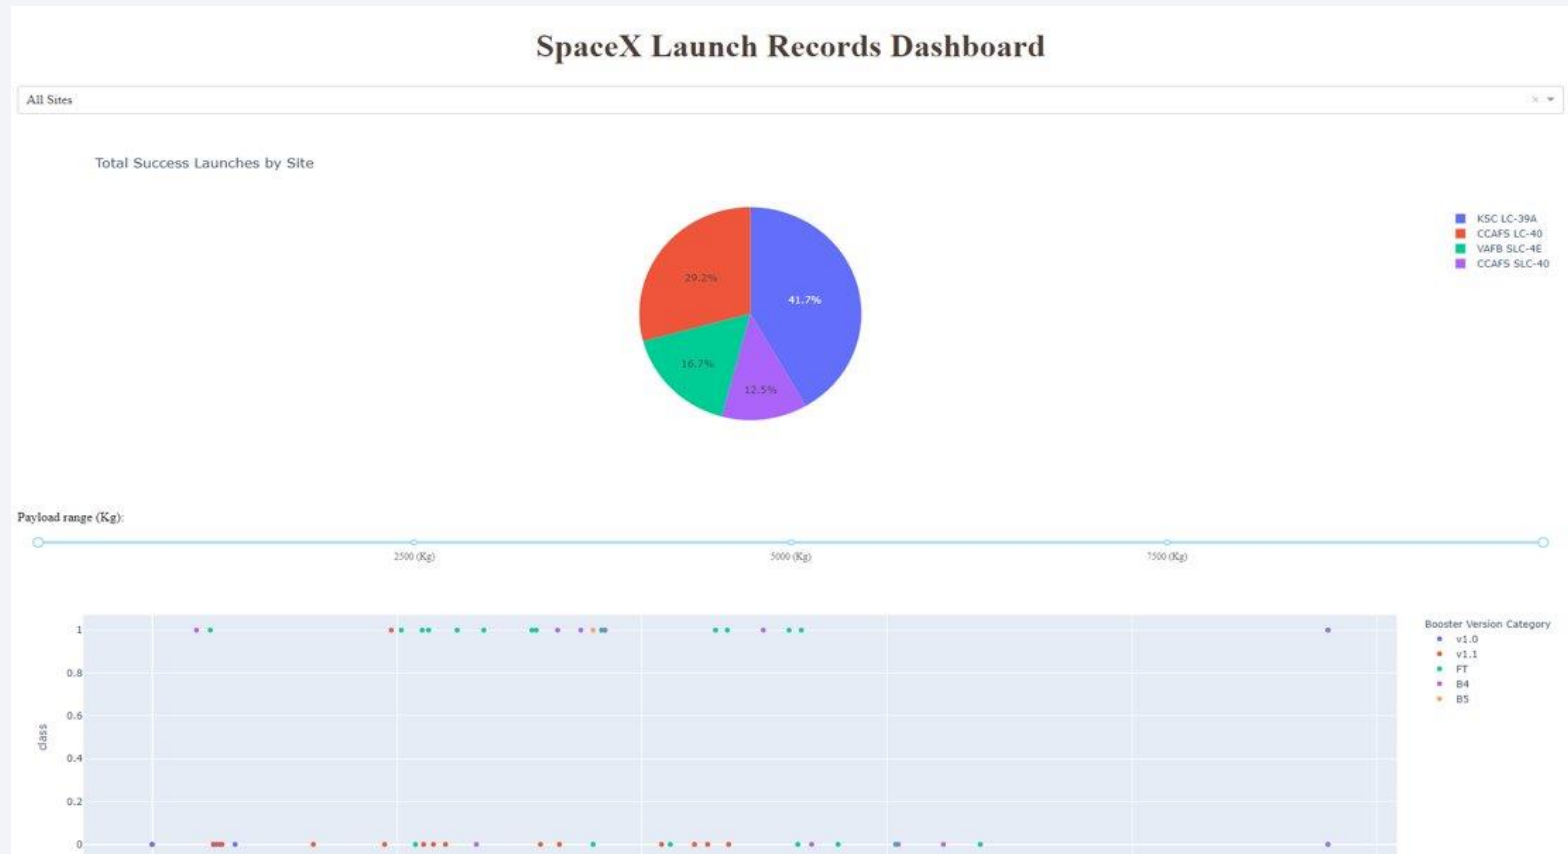 SpaceX Launch Records Dashboard
All Sites
×
Total Success Launches by Site
KSC LC-39A
CCAFS LC-40
VAFB SLC-4E
CCAFS SLC-40
29.2%
41.7%
16.7%
12.5%
Payload range (Kg):
2500 (Kg) 5000 (Kg) 7500 (Kg)
Booster Version Category
v1.0
v1.1
FT
B4
B5
class
1
0.8
0.6
0.4
0.2
0